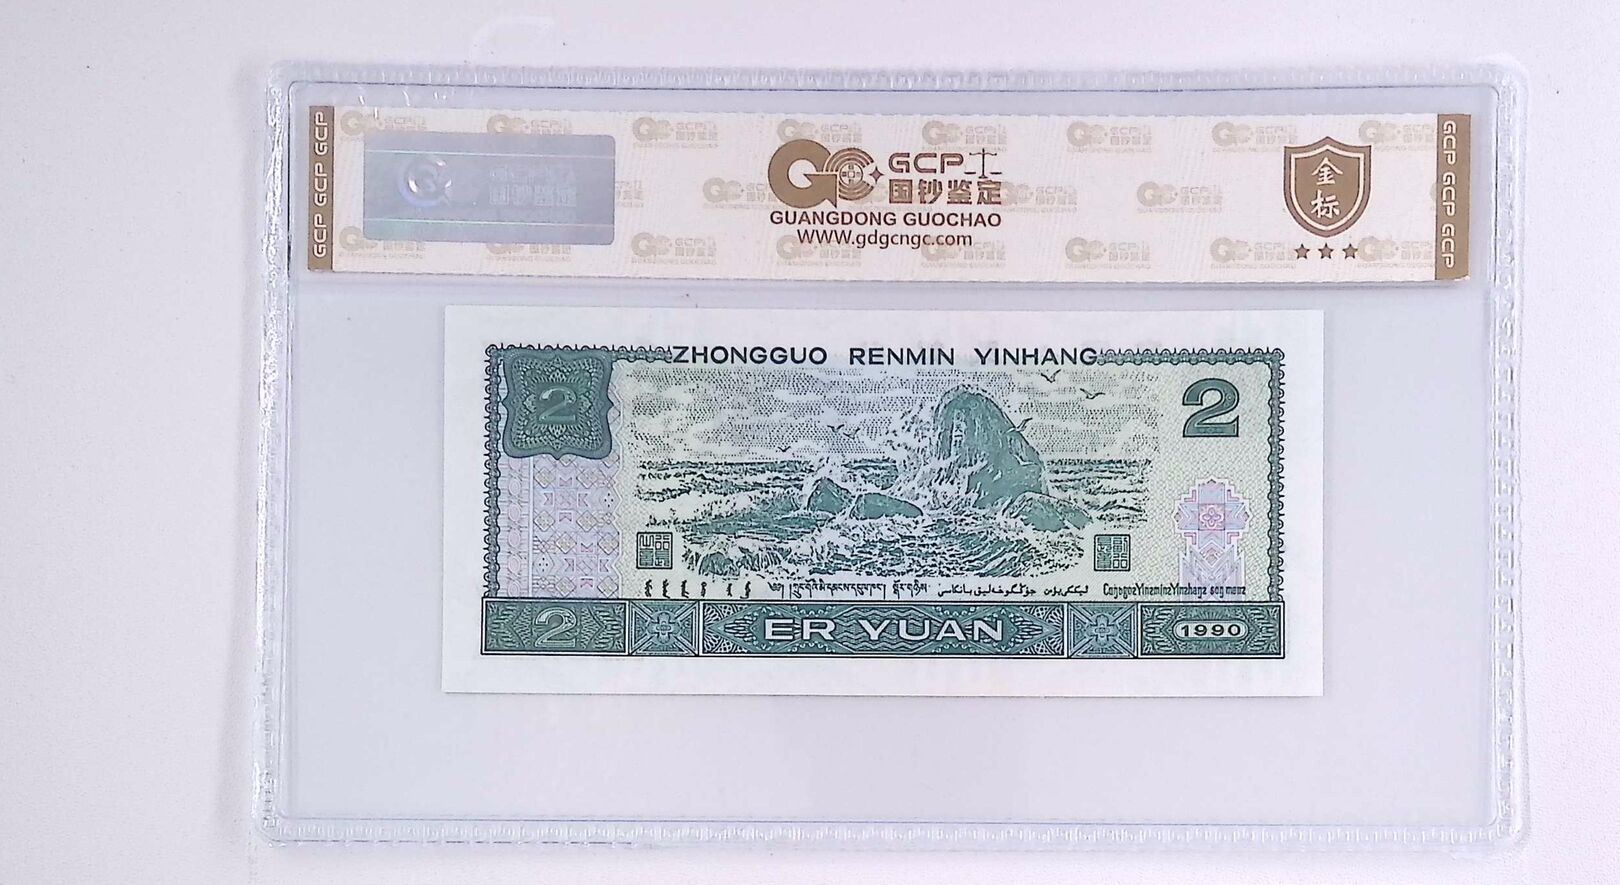 GCP GCP GCP
GCP
国钞鉴定
GUANGDONG GUOCHAO
WWW.gdgcngc.com
金
标
GCP GCP GCP
ZHONGGUO RENMIN YINHANG
2
2
2
ER YUAN
1990